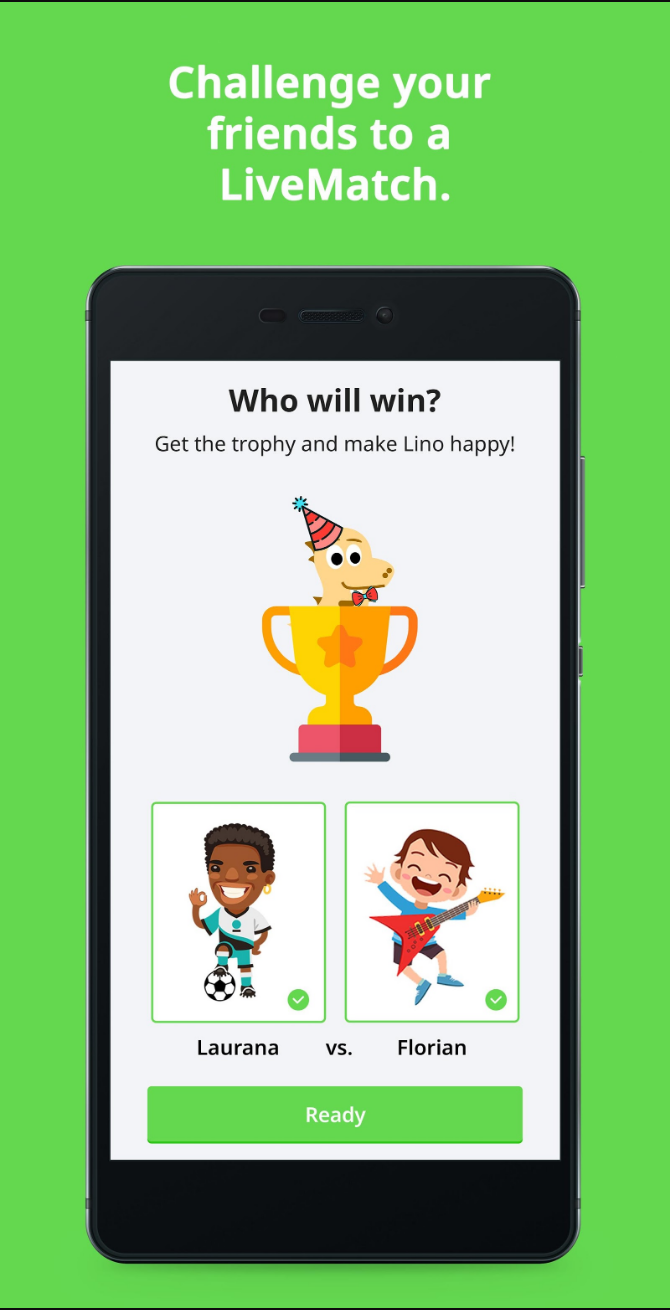 Challenge your
friends to a
LiveMatch.
Who will win?
Get the trophy and make Lino happy!
Laurana vs. Florian
Ready